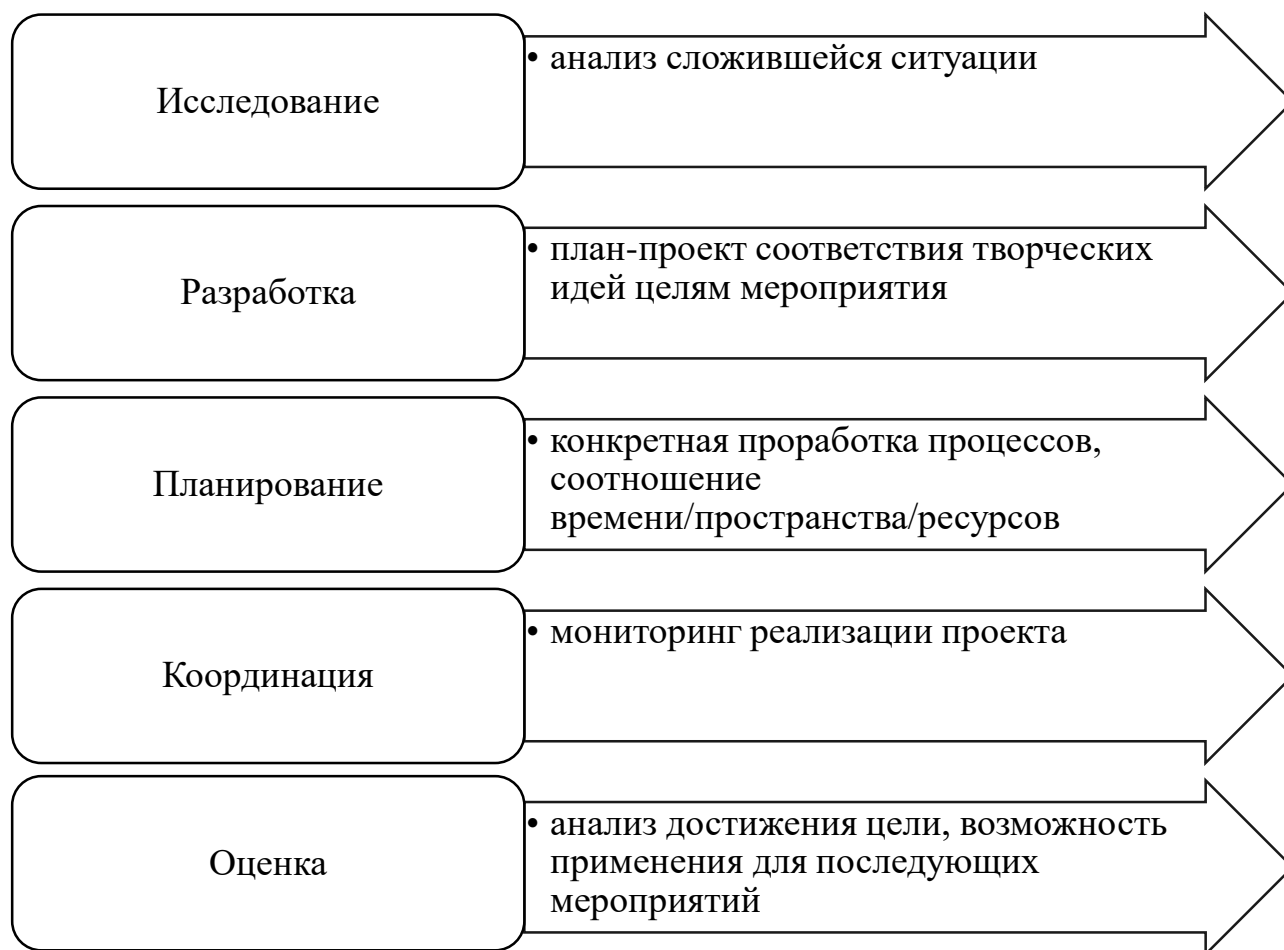 Исследование
• анализ сложившейся ситуации
Разработка
• план-проект соответствия творческих
идей целям мероприятия
Планирование
• конкретная проработка процессов,
соотношение
времени/пространства/ресурсов
Координация
• мониторинг реализации проекта
Оценка
• анализ достижения цели, возможность
применения для последующих
мероприятий